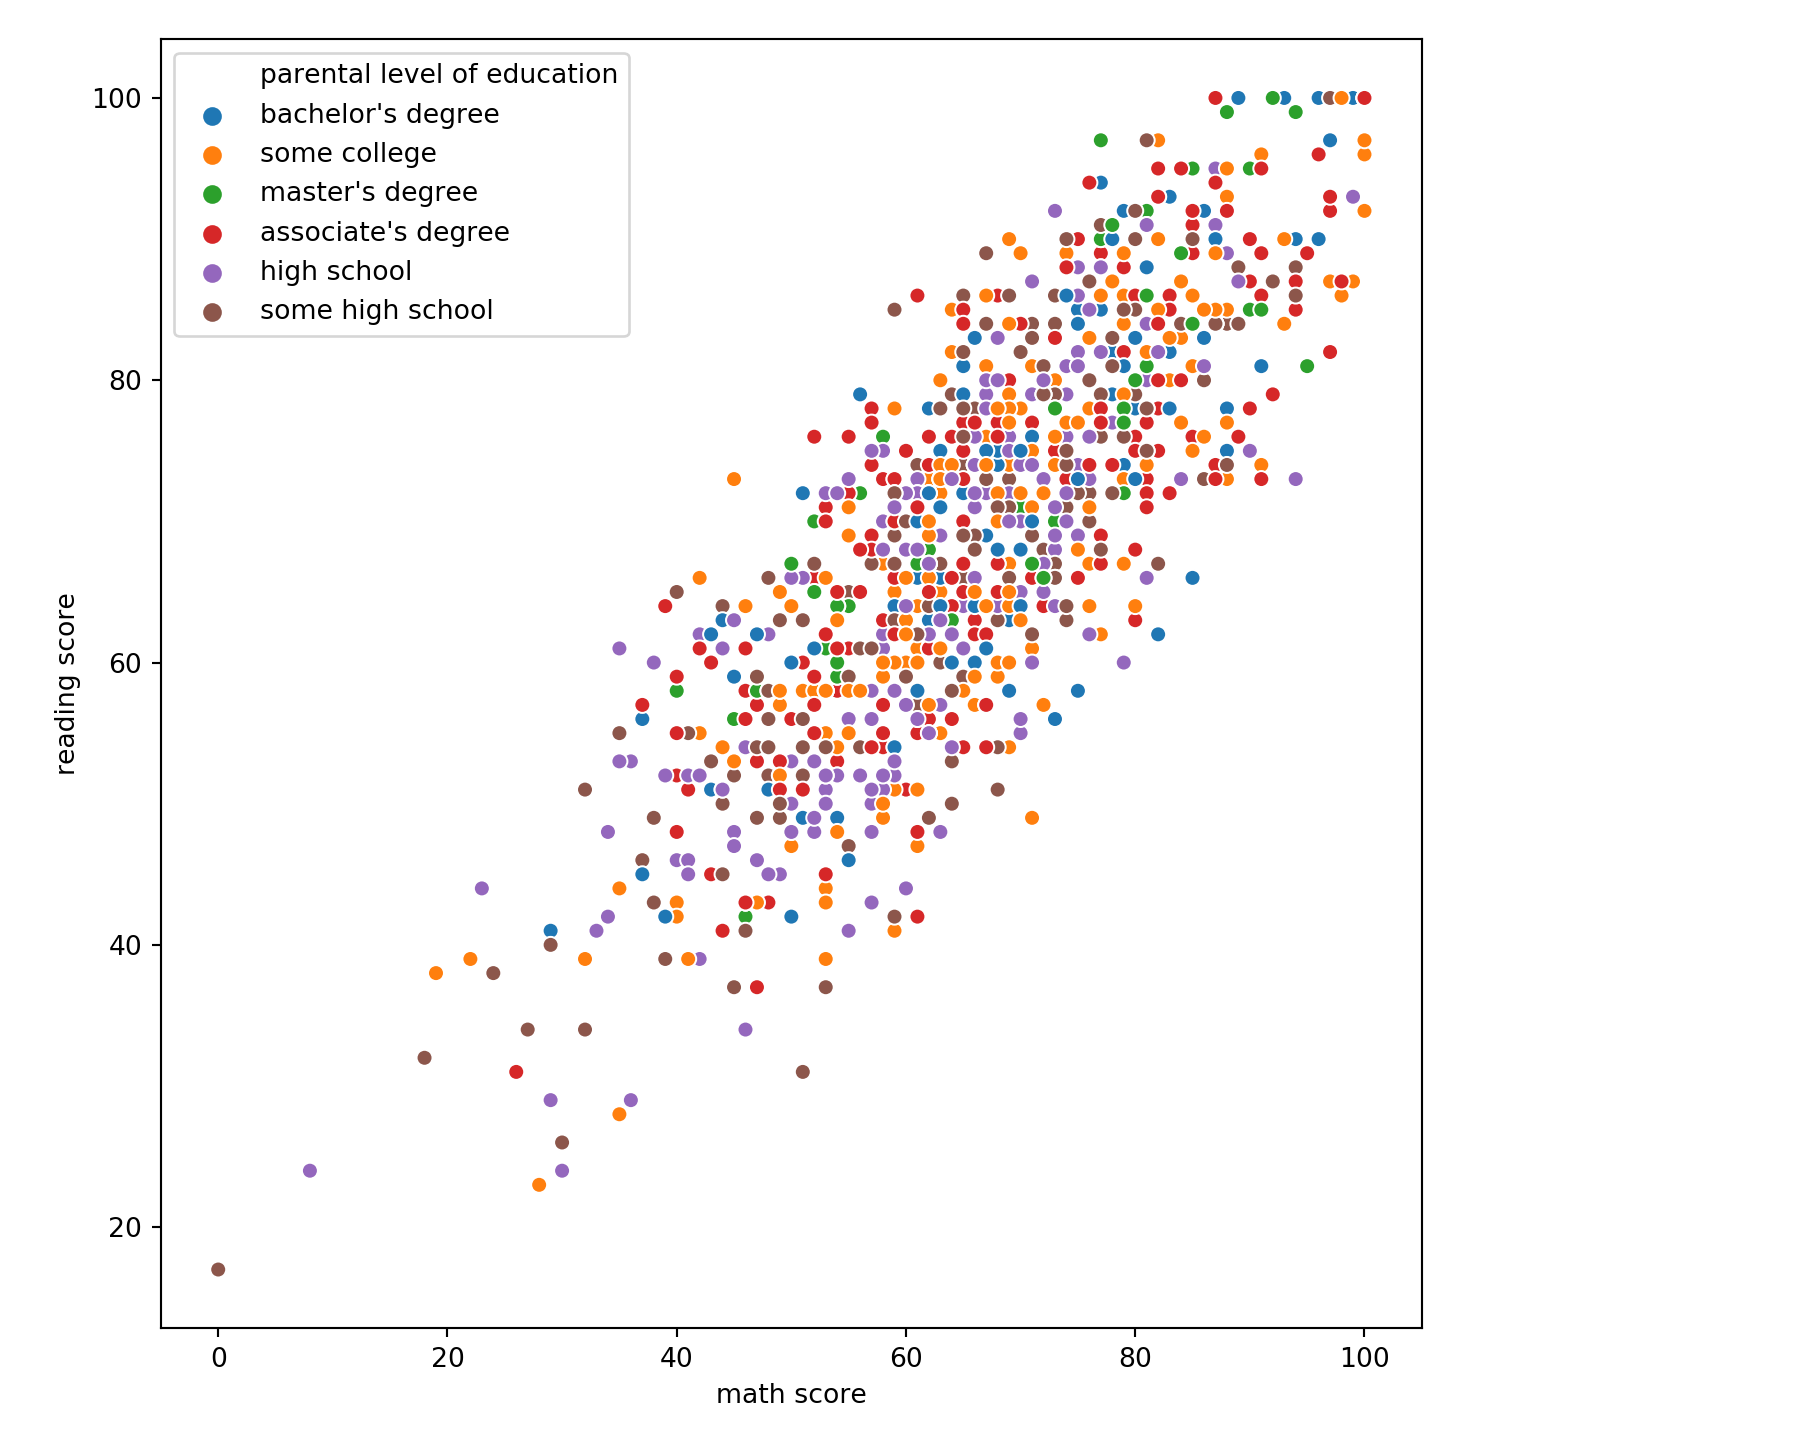 parental level of education
bachelor's degree
some college
master's degree
associate's degree
high school
some high school
100
80
60
40
20
reading score
0 20 40 60 80 100
math score